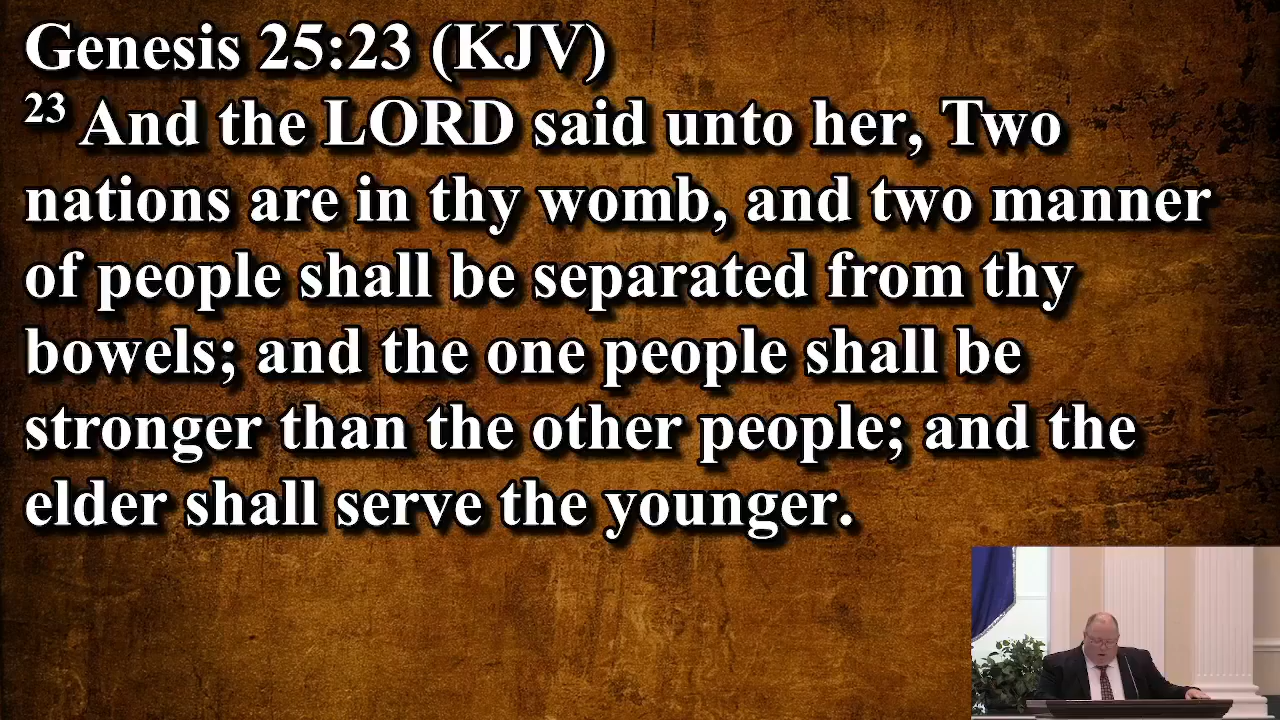 Genesis 25:23 (KJV)
23 And the LORD said unto her, Two
nations are in thy womb, and two manner
of people shall be separated from thy
bowels; and the one people shall be
stronger than the other people; and the
elder shall serve the younger.